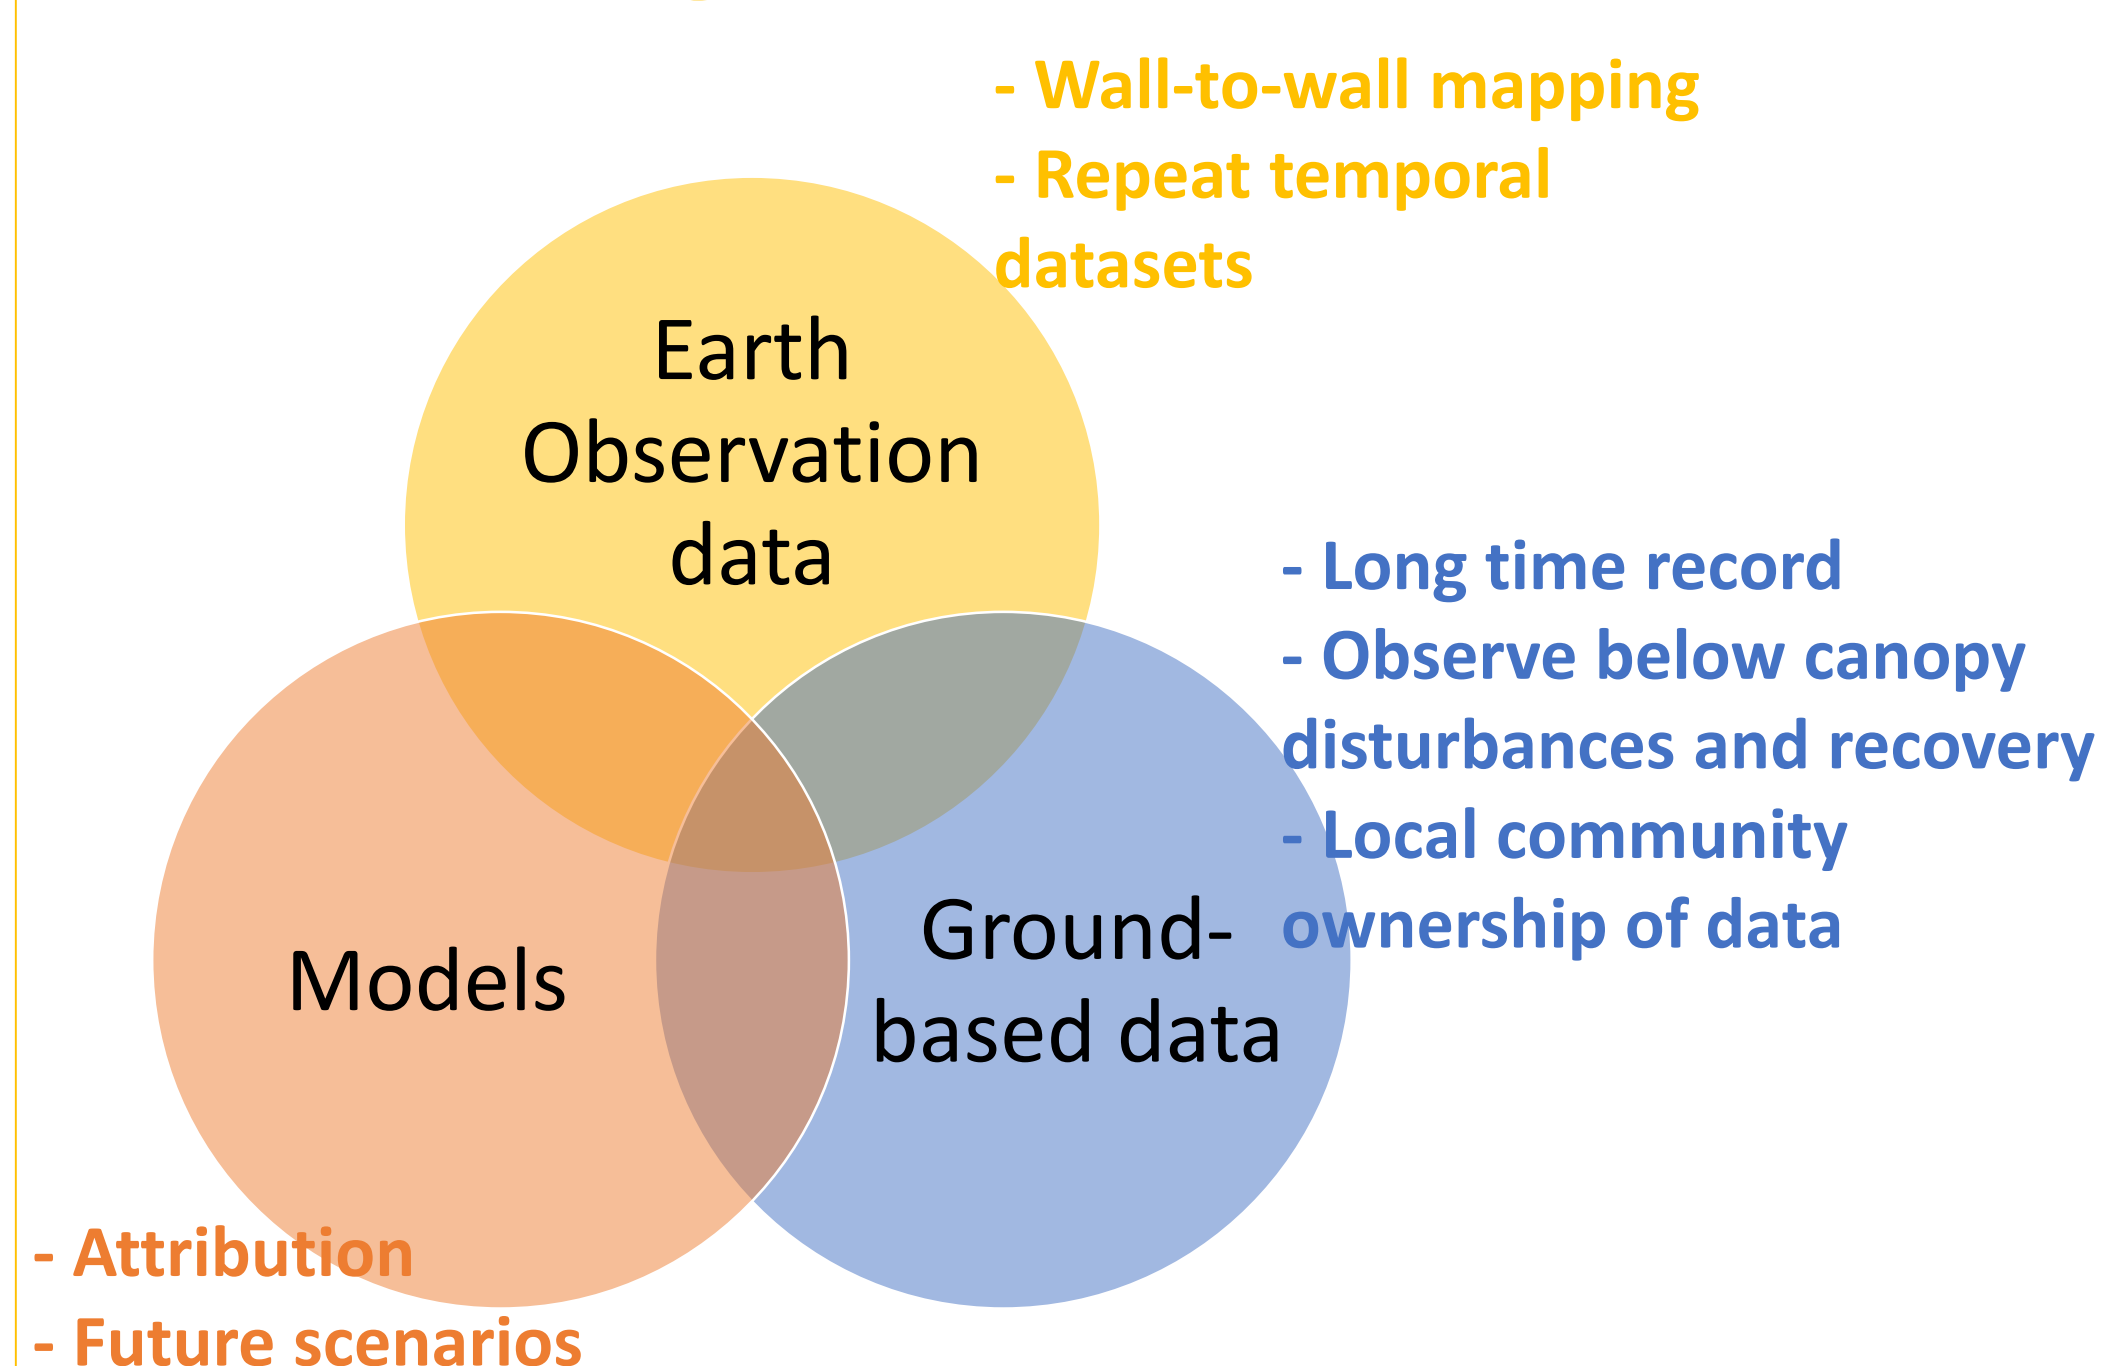 - Wall-to-wall mapping
- Repeat temporal
datasets
Earth
Observation
data
- Long time record
- Observe below canopy
disturbances and recovery
- Local community
ownership of data
Ground-
based data
Models
- Attribution
- Future scenarios